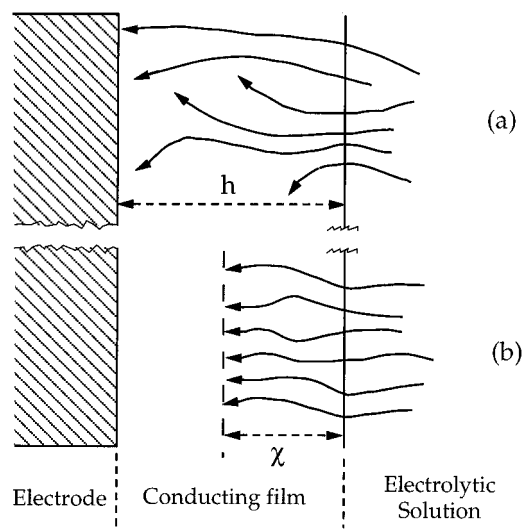 (a)
h
(b)
χ
Electrode
Conducting film
Electrolytic
Solution